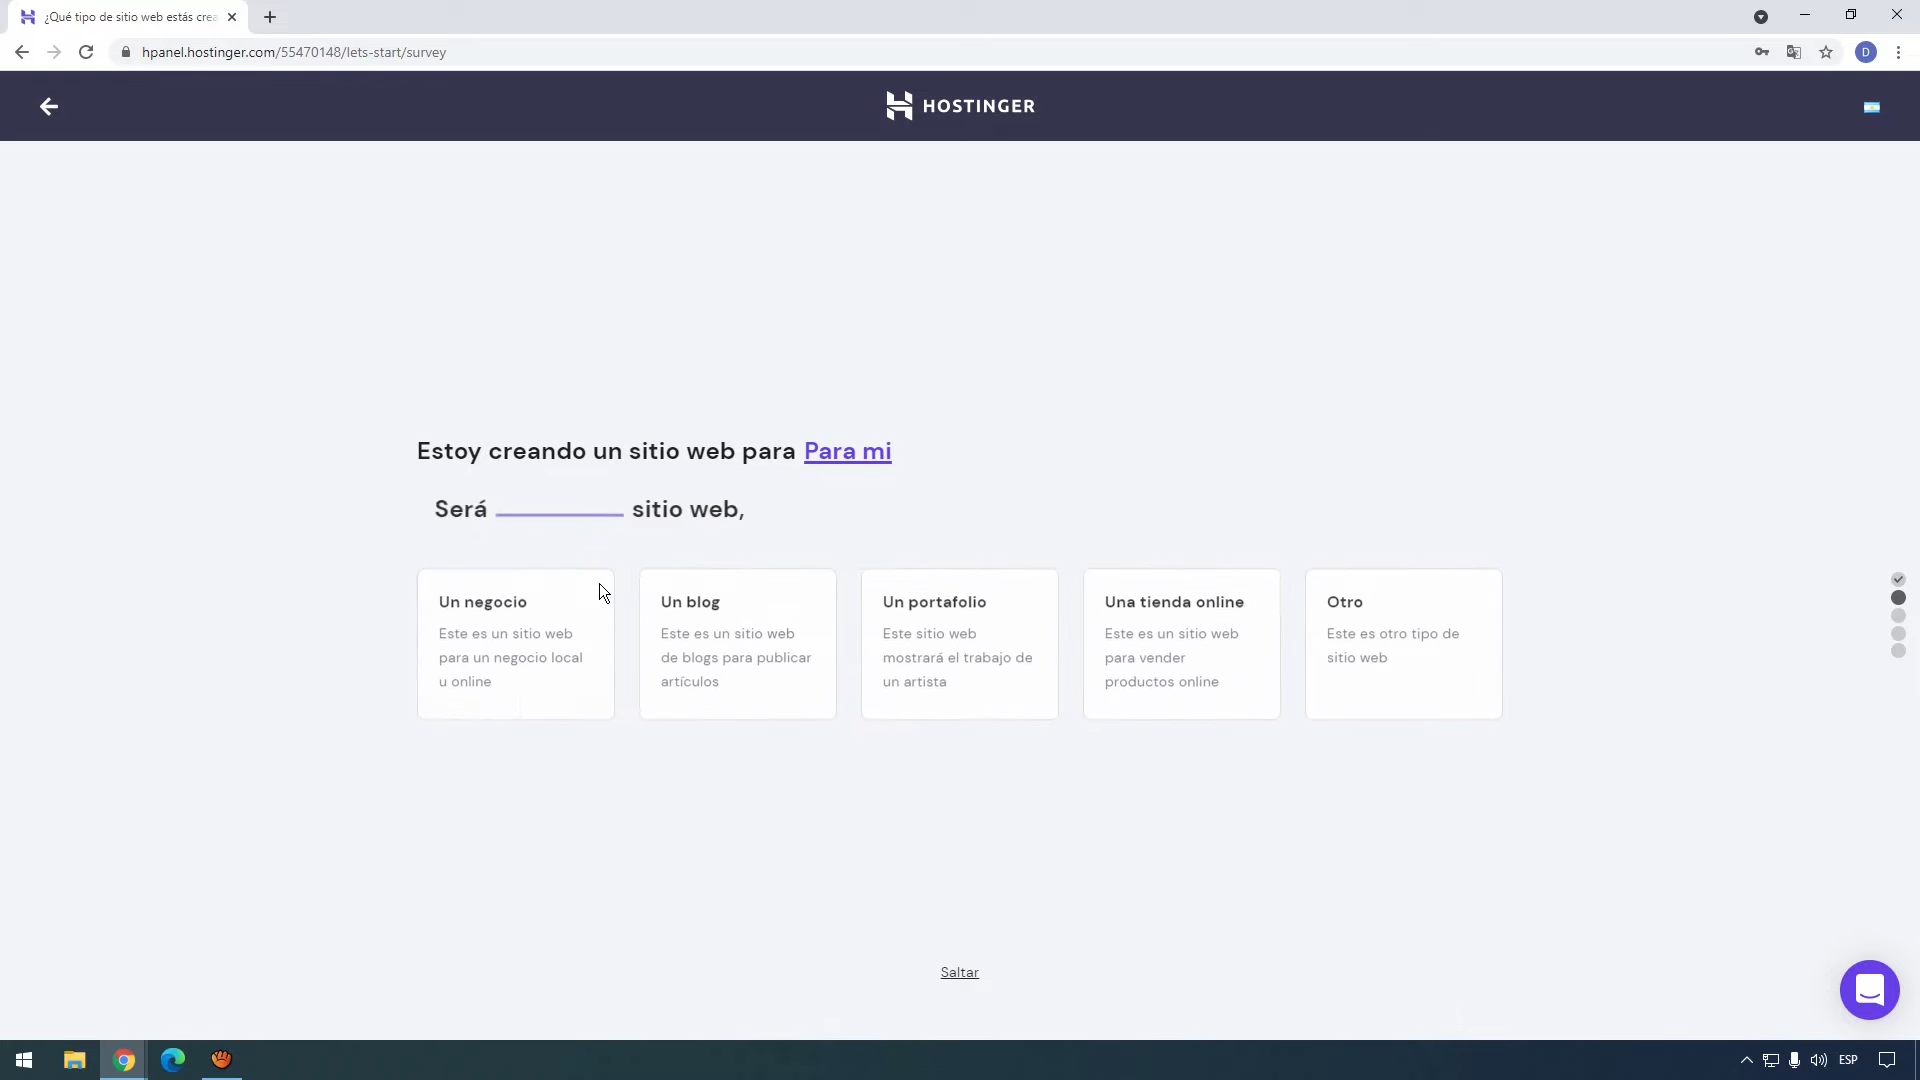 ¿Qué tipo de sitio web estás crea
hpanel.hostinger.com/55470148/lets-start/survey
D
HOSTINGER
Estoy creando un sitio web para Para mi
Será sitio web,
Un negocio
Este es un sitio web
para un negocio local
u online
Un blog
Este es un sitio web
de blogs para publicar
artículos
Un portafolio
Este sitio web
mostrará el trabajo de
un artista
Una tienda online
Este es un sitio web
para vender
productos online
Otro
Este es otro tipo de
sitio web
Saltar
ESP